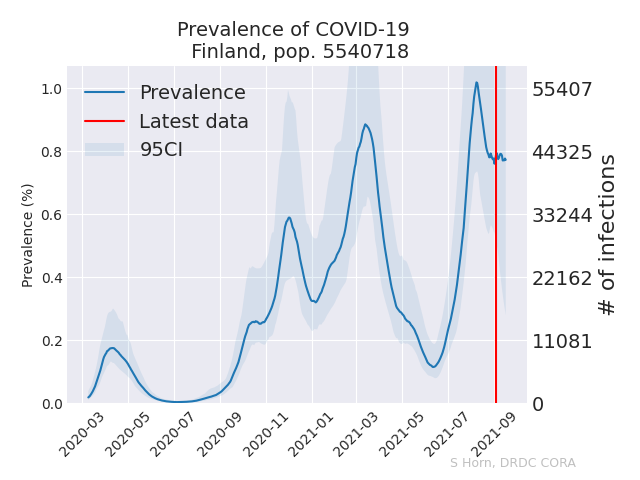 Prevalence of COVID-19
Finland, pop. 5540718
Prevalence
Latest data
95CI
Prevalence (%)
1.0
0.8
0.6
0.4
0.2
0.0
55407
44325
33244
22162
11081
0
# of infections
2020-03
2020-05
2020-07
2020-09
2020-11
2021-01
2021-03
2021-05
2021-07
2021-09
S Horn, DRDC CORA